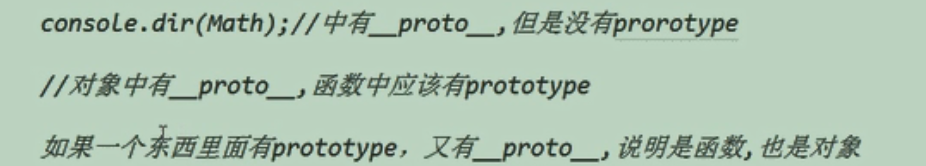 console.dir(Math);//中有__proto__,但是没有prorotype
//对象中有__proto__,函数中应该有prototype
如果一个东西里面有prototype，又有__proto__,说明是函数,也是对象